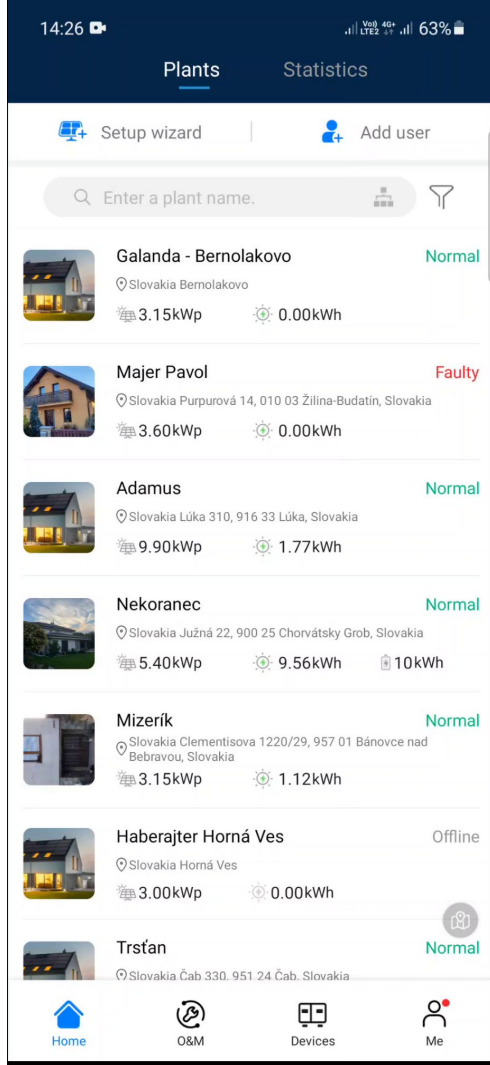 14:26
Vo)) 4G+ 63%
LTE2
Plants Statistics
Setup wizard Add user
Enter a plant name.
Galanda - Bernolakovo Normal
Slovakia Bernolakovo
3.15kWp 0.00kWh
Majer Pavol Faulty
Slovakia Purpurová 14, 010 03 Žilina-Budatín, Slovakia
3.60kWp 0.00kWh
Adamus Normal
Slovakia Lúka 310, 916 33 Lúka, Slovakia
9.90kWp 1.77kWh
Nekoranec Normal
Slovakia Južná 22, 900 25 Chorvátsky Grob, Slovakia
5.40kWp 9.56kWh 10kWh
Mizerík Normal
Slovakia Clementisova 1220/29, 957 01 Bánovce nad
Bebravou, Slovakia
3.15kWp 1.12kWh
Haberajter Horná Ves Offline
Slovakia Horná Ves
3.00kWp 0.00kWh
Trsťan Normal
Slovakia Čab 330, 951 24 Čab, Slovakia
Home O&M Devices Me